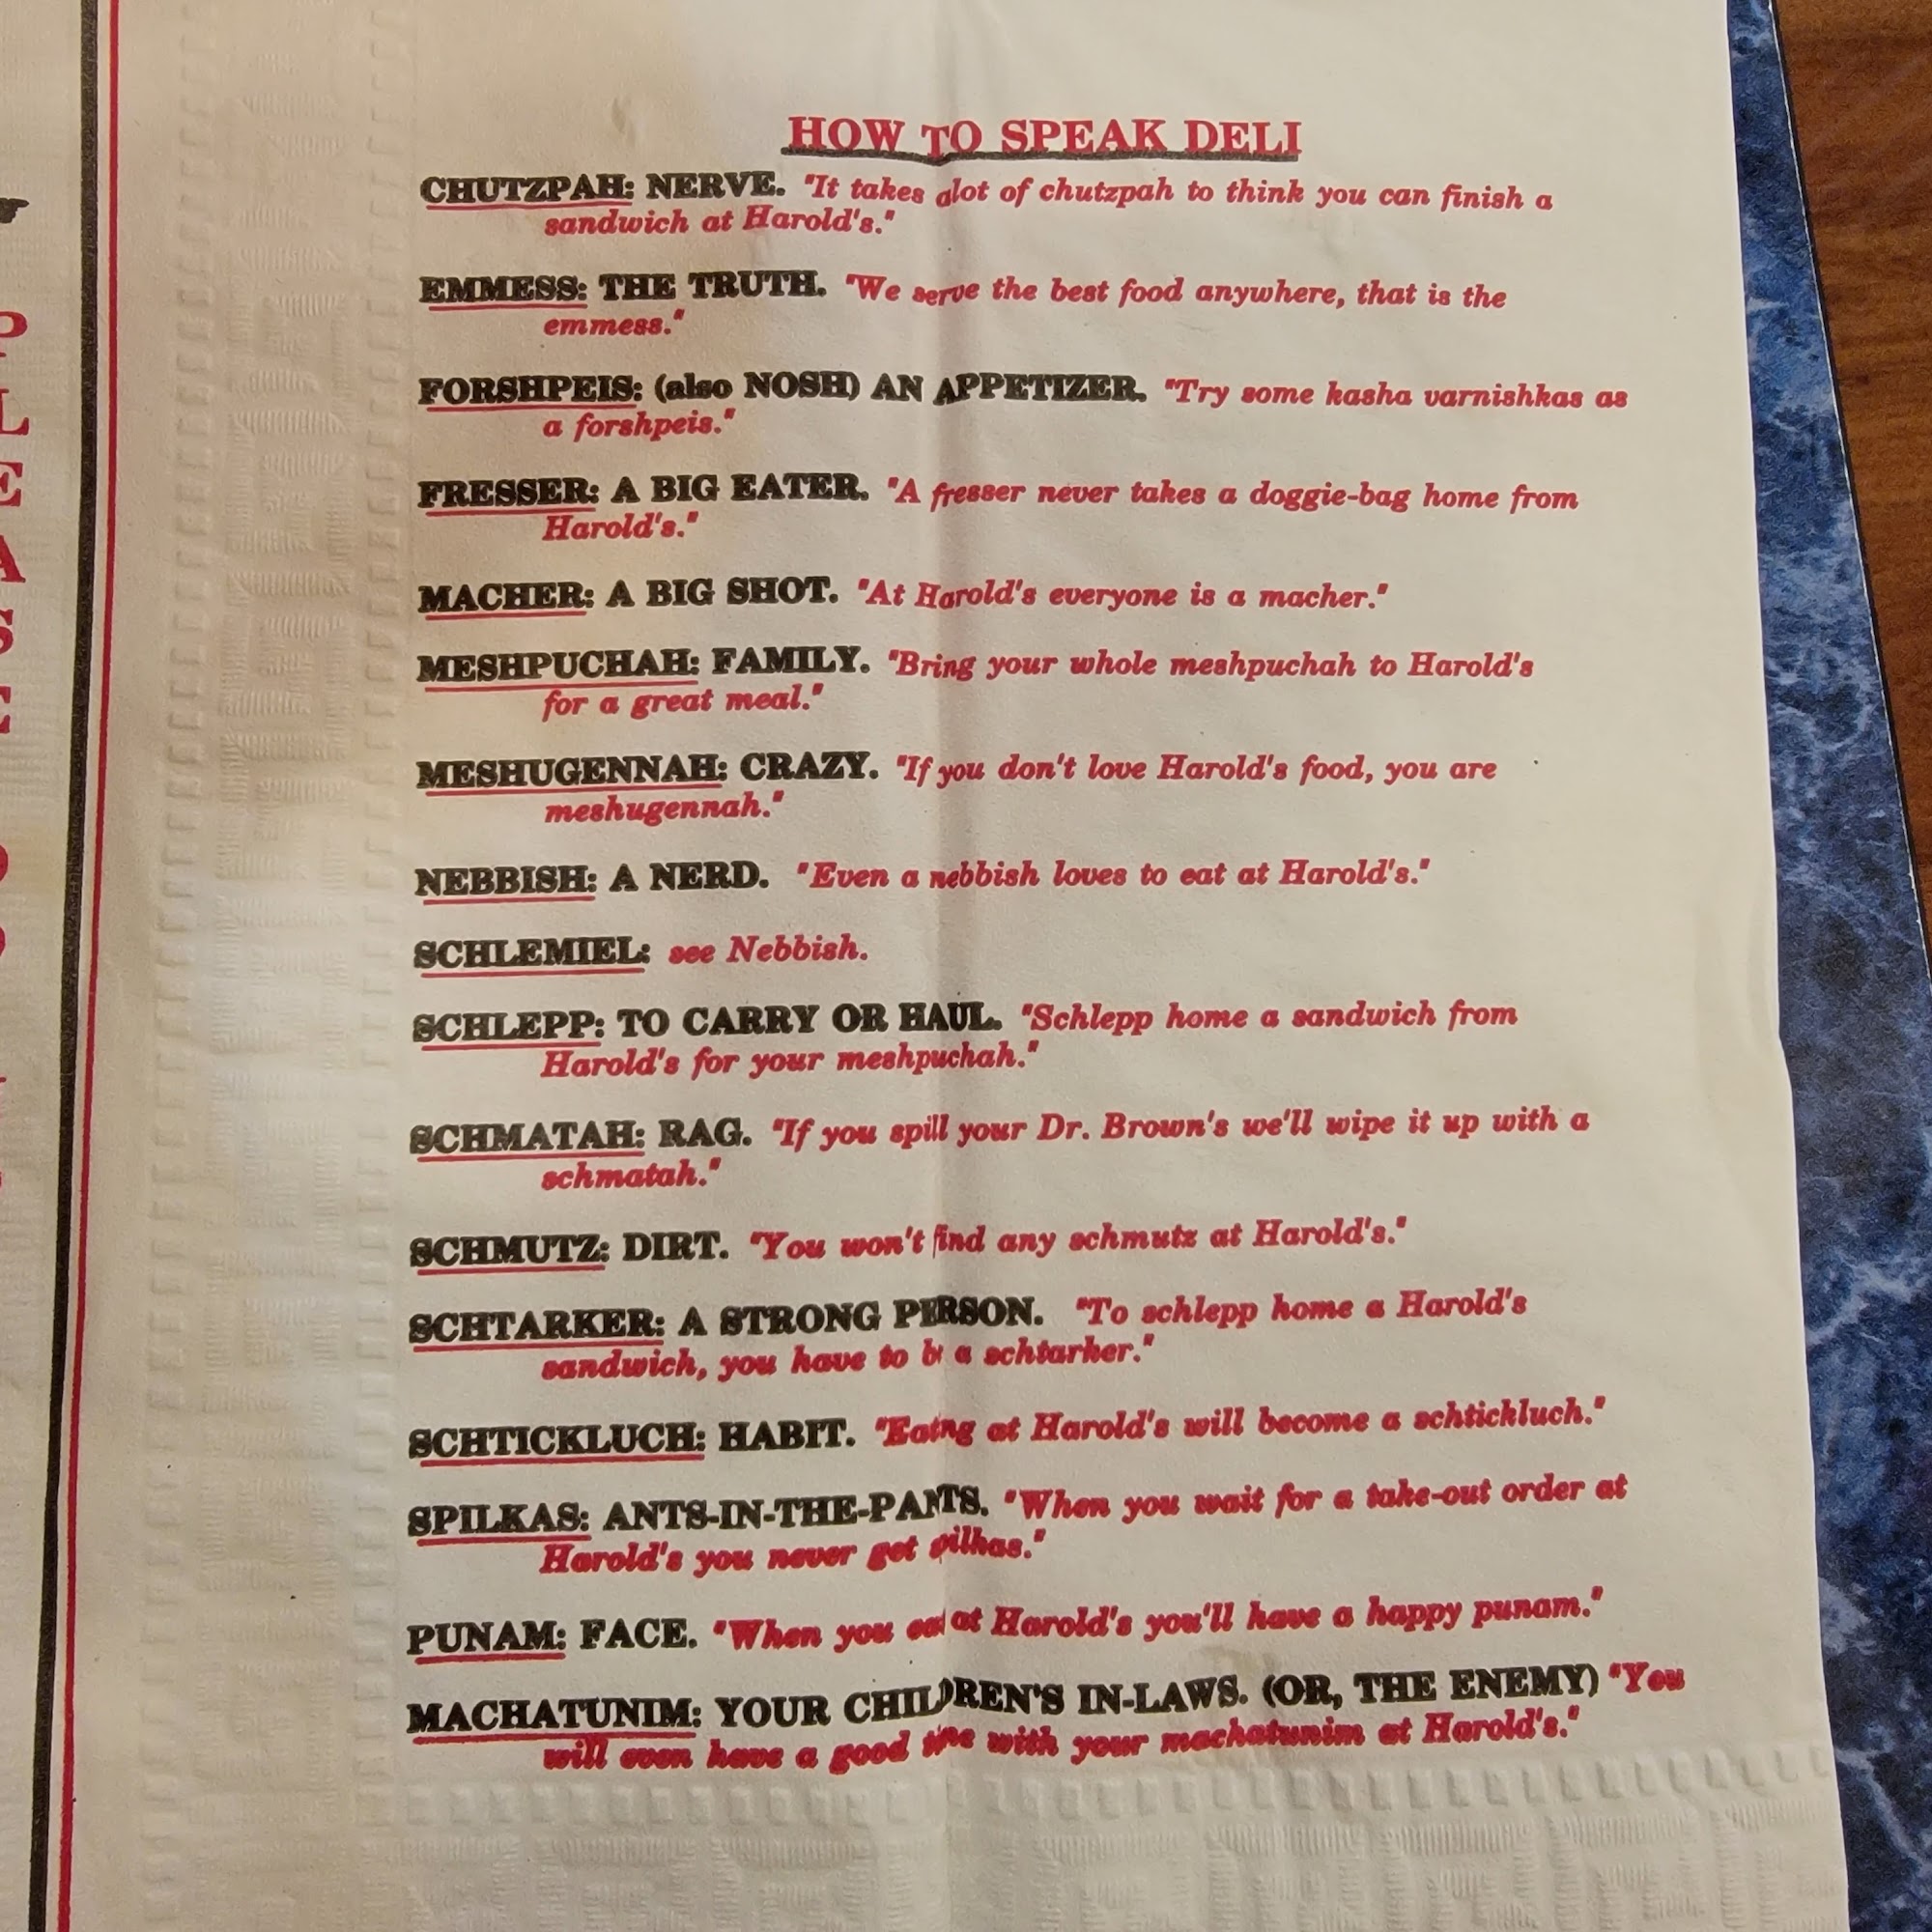 HOW TO SPEAK DELI
CHUTZPAH: NERVE. "It takes alot of chutzpah to think you can finish a
sandwich at Harold's."
EMMESS: THE TRUTH. "We serve the best food anywhere, that is the
emmess."
FORSHPEIS: (also NOSH) AN APPETIZER. "Try some kasha varnishkas as
a forshpeis."
FRESSER: A BIG EATER. "A fresser never takes a doggie-bag home from
Harold's."
MACHER: A BIG SHOT. "At Harold's everyone is a macher."
MESHPUCHAH: FAMILY. "Bring your whole meshpuchah to Harold's
for a great meal."
MESHUGENNAH: CRAZY. "If you don't love Harold's food, you are
meshugennah."
NEBBISH: A NERD. "Even a nebbish loves to eat at Harold's."
SCHLEMIEL: see Nebbish.
SCHLEPP: TO CARRY OR HAUL. "Schlepp home a sandwich from
Harold's for your meshpuchah."
SCHMATAH: RAG. "If you spill your Dr. Brown's we'll wipe it up with a
schmatah."
SCHMUTZ: DIRT. "You won't find any schmutz at Harold's."
SCHTARKER: A STRONG PERSON. "To schlepp home a Harold's
sandwich, you have to be a schtarker."
SCHTICKLUCH: HABIT. "Eating at Harold's will become a schtickluch."
SPILKAS: ANTS-IN-THE-PANTS. "When you wait for a take-out order at
Harold's you never get spilkas."
PUNAM: FACE. "When you eat at Harold's you'll have a happy punam."
MACHATUNIM: YOUR CHILDREN'S IN-LAWS. (OR, THE ENEMY) "You
will even have a good time with your machatunim at Harold's."
P
L
E
A
S
E